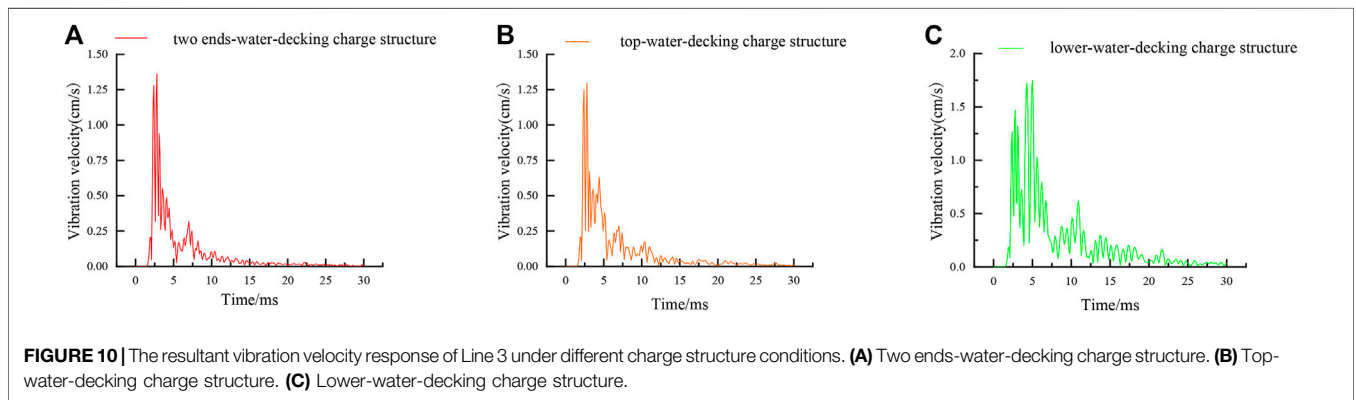 A
two ends-water-decking charge structure
1.50
1.25
1.00
0.75
0.50
0.25
0.00
Vibration velocity(cm/s)
0 5 10 15 20 25 30
Time/ms
B
top-water-decking charge structure
1.50
1.25
1.00
0.75
0.50
0.25
0.00
Vibration velocity(cm/s)
0 5 10 15 20 25 30
Time/ms
C
lower-water-decking charge structure
2.0
1.5
1.0
0.5
0.0
Vibration velocity(cm/s)
0 5 10 15 20 25 30
Time/ms
FIGURE 10 | The resultant vibration velocity response of Line 3 under different charge structure conditions. (A) Two ends-water-decking charge structure. (B) Top-
water-decking charge structure. (C) Lower-water-decking charge structure.